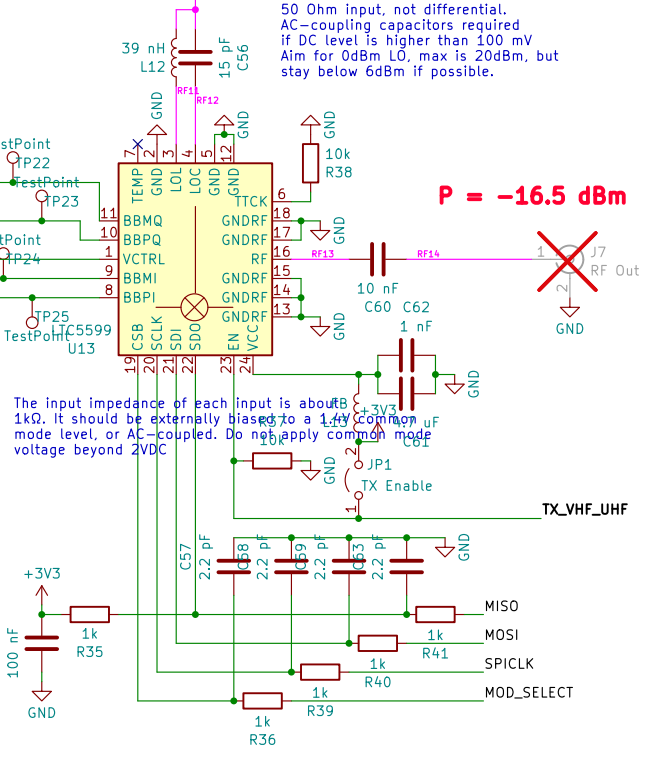 50 Ohm input, not differential.
AC-coupling capacitors required
if DC level is higher than 100 mV
Aim for 0dBm LO, max is 20dBm, but
stay below 6dBm if possible.
39 nH
L12
15 pF
C56
RF11
RF12
GND
GND
GND
10k
R38
stPoint
TP22
TestPoint
TP23
TP24
TP25
TestPoint
7
2
3
4
5
12
TEMP
GND
LOL
LOC
GND
GND
TTCK
6
11
BBMQ
10
BBPQ
1
VCTRL
9
BBMI
8
BBPI
GNDRF
18
GNDRF
17
RF
16
GNDRF
15
GNDRF
14
GNDRF
13
GND
GND
RF13
RF14
10 nF
C60
P = -16.5 dBm
1
2
J7
RF Out
GND
LTC5599
U13
CSB
SCLK
SDI
SDO
EN
VCC
19
20
21
22
23
24
C62
1 nF
4.7 uF
C61
GND
FB
L13
+3V3
The input impedance of each input is about
1kΩ. It should be externally biased to a 1.4V common
mode level, or AC-coupled. Do not apply common mode
voltage beyond 2VDC
R37
10k
GND
2
JP1
TX Enable
1
TX_VHF_UHF
C57
2.2 pF
C58
2.2 pF
C59
2.2 pF
C63
2.2 pF
GND
+3V3
100 nF
GND
1k
R35
MISO
1k
R41
MOSI
1k
R40
SPICLK
1k
R39
MOD_SELECT
1k
R36